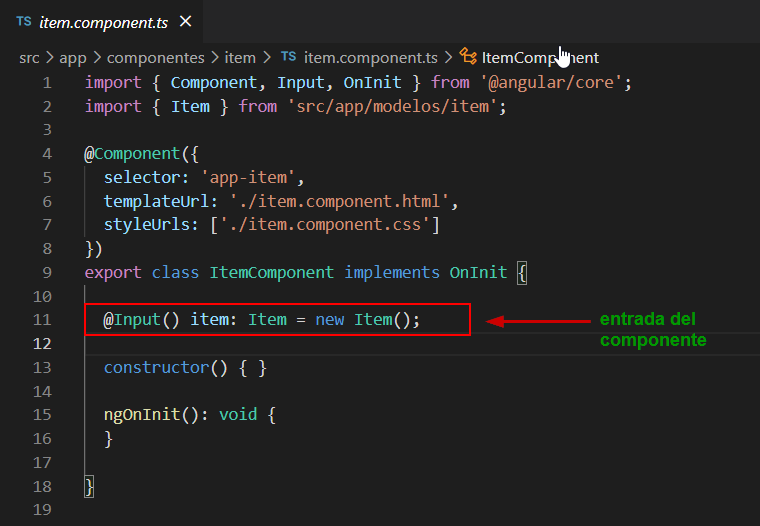 TS item.component.ts ×
src > app > componentes > item > TS item.component.ts > ItemComponent
1 import { Component, Input, OnInit } from '@angular/core';
2 import { Item } from 'src/app/modelos/item';
3
4 @Component({
5   selector: 'app-item',
6   templateUrl: './item.component.html',
7   styleUrls: ['./item.component.css']
8 })
9 export class ItemComponent implements OnInit {
10
11   @Input() item: Item = new Item();
entrada del
componente
12
13   constructor() { }
14
15   ngOnInit(): void {
16   }
17
18 }
19